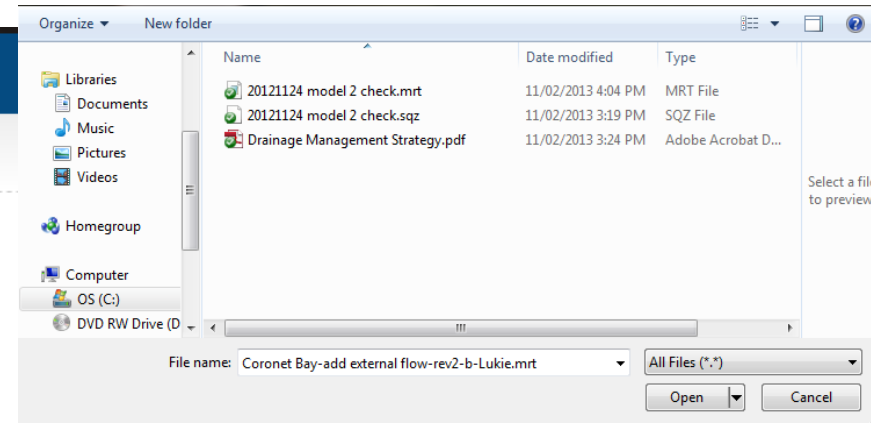 Organize New folder
Name Date modified Type
Libraries
Documents
Music
Pictures
Videos
Homegroup
Computer
OS (C:)
DVD RW Drive (D
20121124 model 2 check.mrt 11/02/2013 4:04 PM MRT File
20121124 model 2 check.sqz 11/02/2013 3:19 PM SQZ File
Drainage Management Strategy.pdf 11/02/2013 3:24 PM Adobe Acrobat D...
Select a fil
to preview
File name: Coronet Bay-add external flow-rev2-b-Lukie.mrt All Files (*.*)
Open Cancel